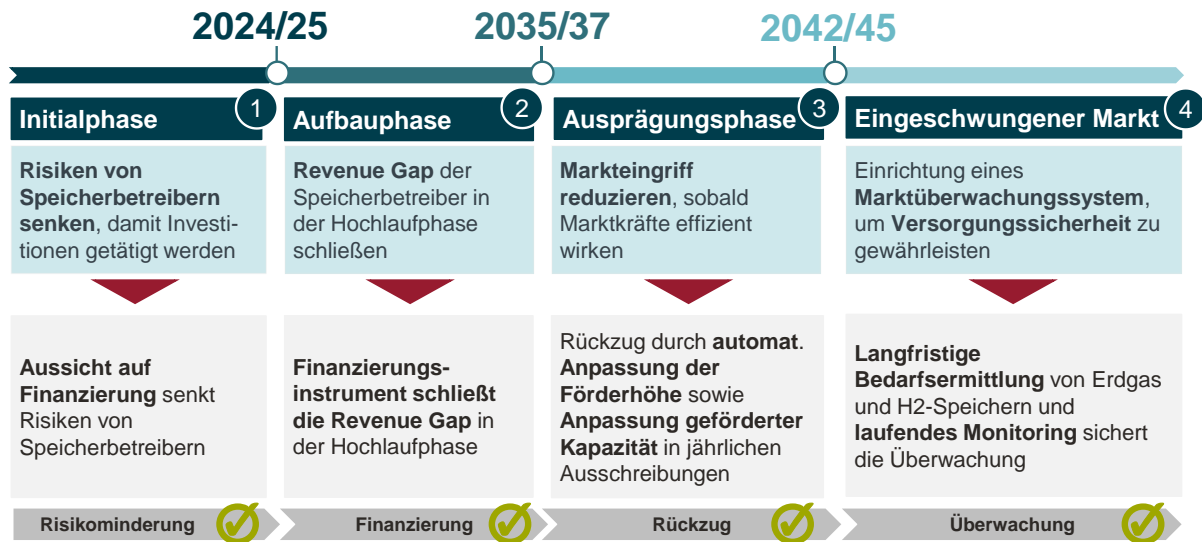 2024/25
2035/37
2042/45
Initialphase
1
Risiken von
Speicherbetreibern
senken, damit Investi-
tionen getätigt werden
Aussicht auf
Finanzierung senkt
Risiken von
Speicherbetreibern
Risikominderung
Aufbauphase
2
Revenue Gap der
Speicherbetreiber in
der Hochlaufphase
schließen
Finanzierungs-
instrument schließt
die Revenue Gap in
der Hochlaufphase
Finanzierung
Ausprägungsphase
3
Markteingriff
reduzieren, sobald
Marktkräfte effizient
wirken
Rückzug durch automat.
Anpassung der
Förderhöhe sowie
Anpassung geförderter
Kapazität in jährlichen
Ausschreibungen
Rückzug
Eingeschwungener Markt
4
Einrichtung eines
Marktüberwachungssystem,
um Versorgungssicherheit zu
gewährleisten
Langfristige
Bedarfsermittlung von Erdgas
und H2-Speichern und
laufendes Monitoring sichert
die Überwachung
Überwachung